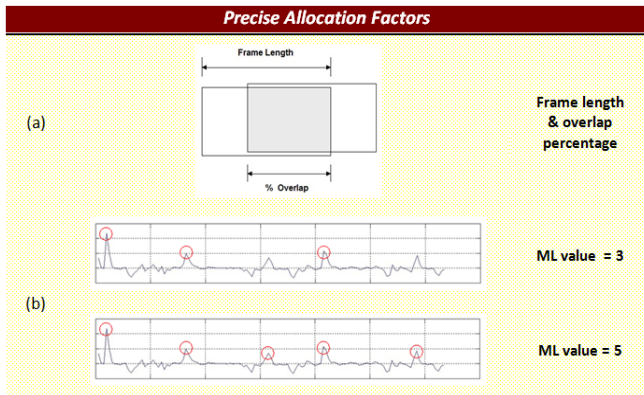 Precise Allocation Factors
Frame Length
(a)
Frame length
& overlap
percentage
% Overlap
ML value = 3
(b)
ML value = 5